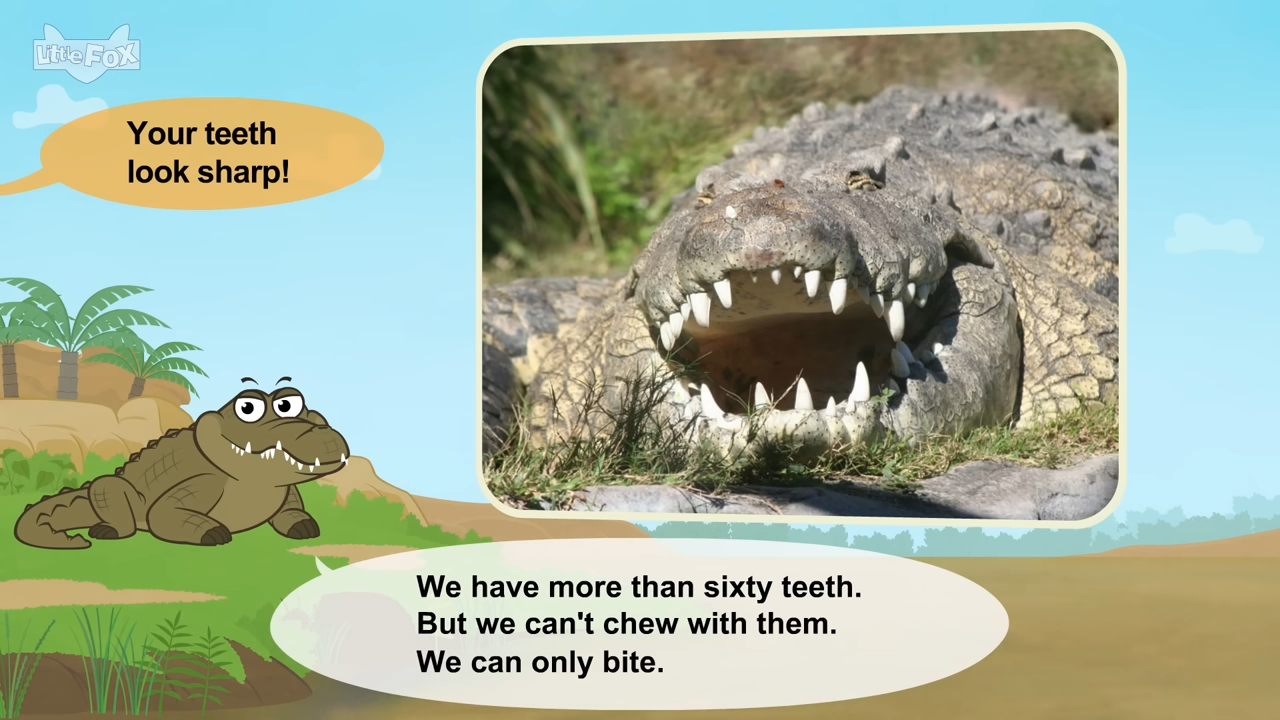 Little Fox
Your teeth
look sharp!
We have more than sixty teeth.
But we can't chew with them.
We can only bite.